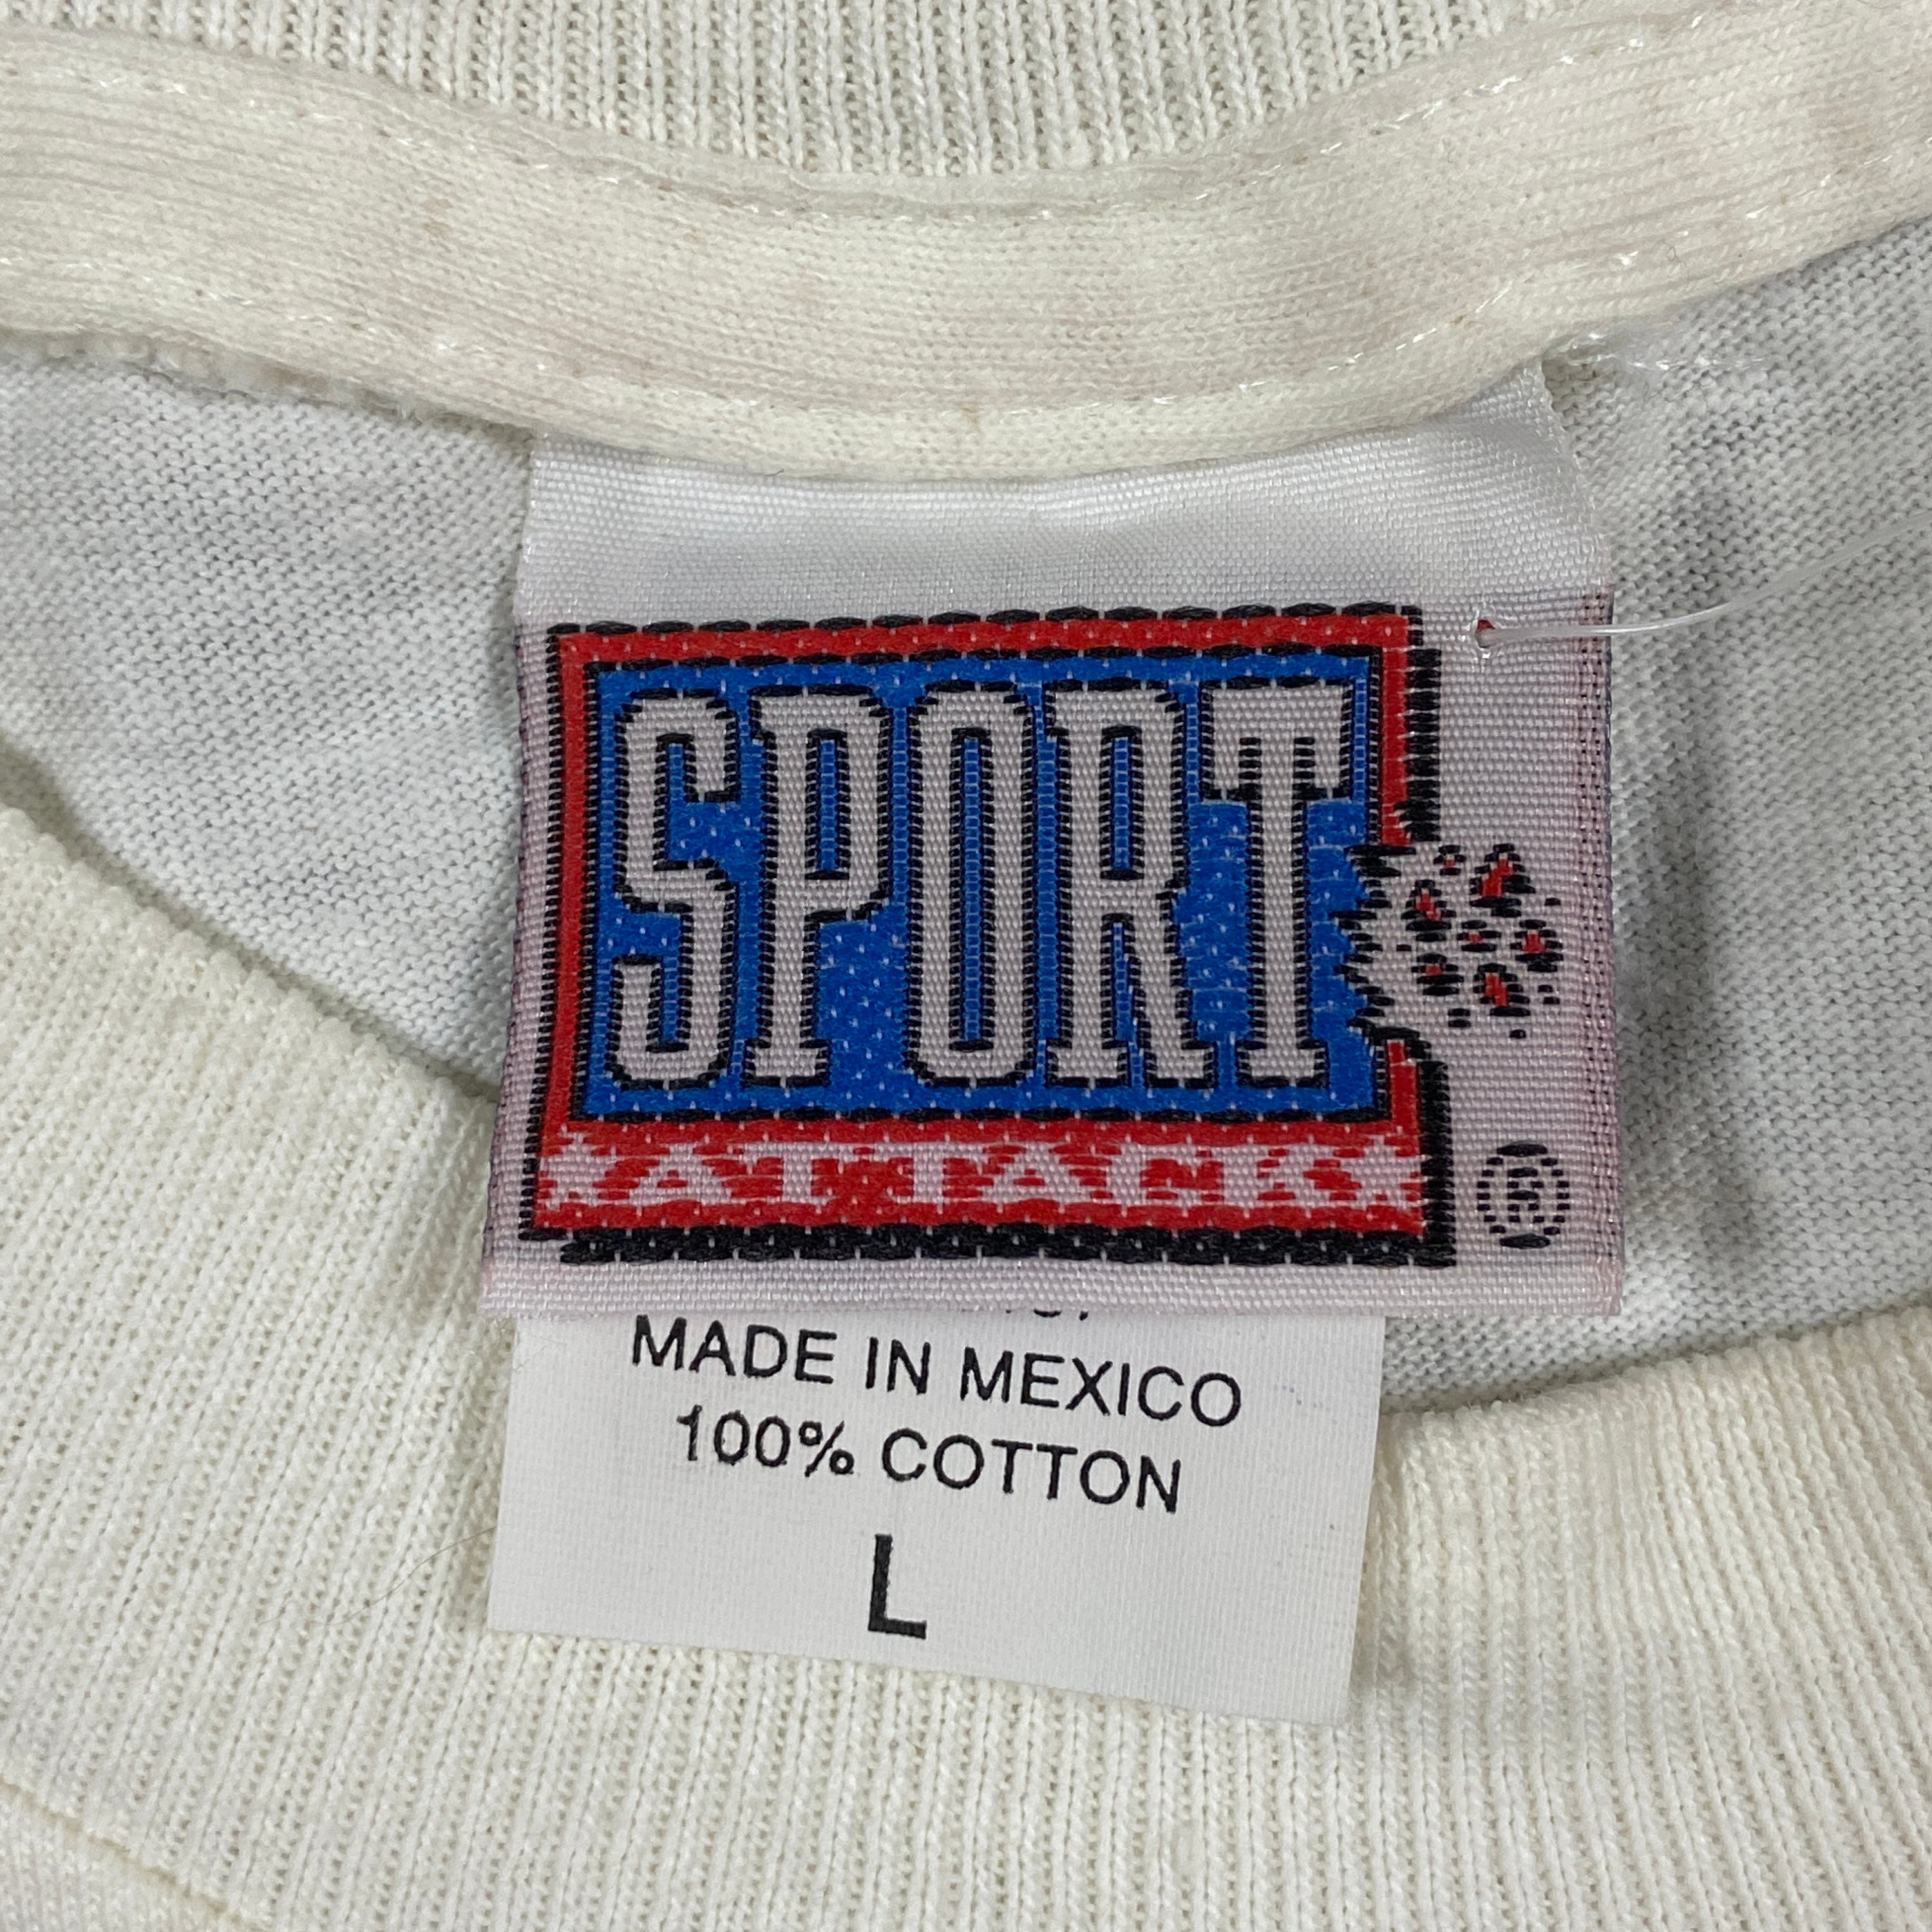 SPORT
★ATTACK★
®
MADE IN MEXICO
100% COTTON
L